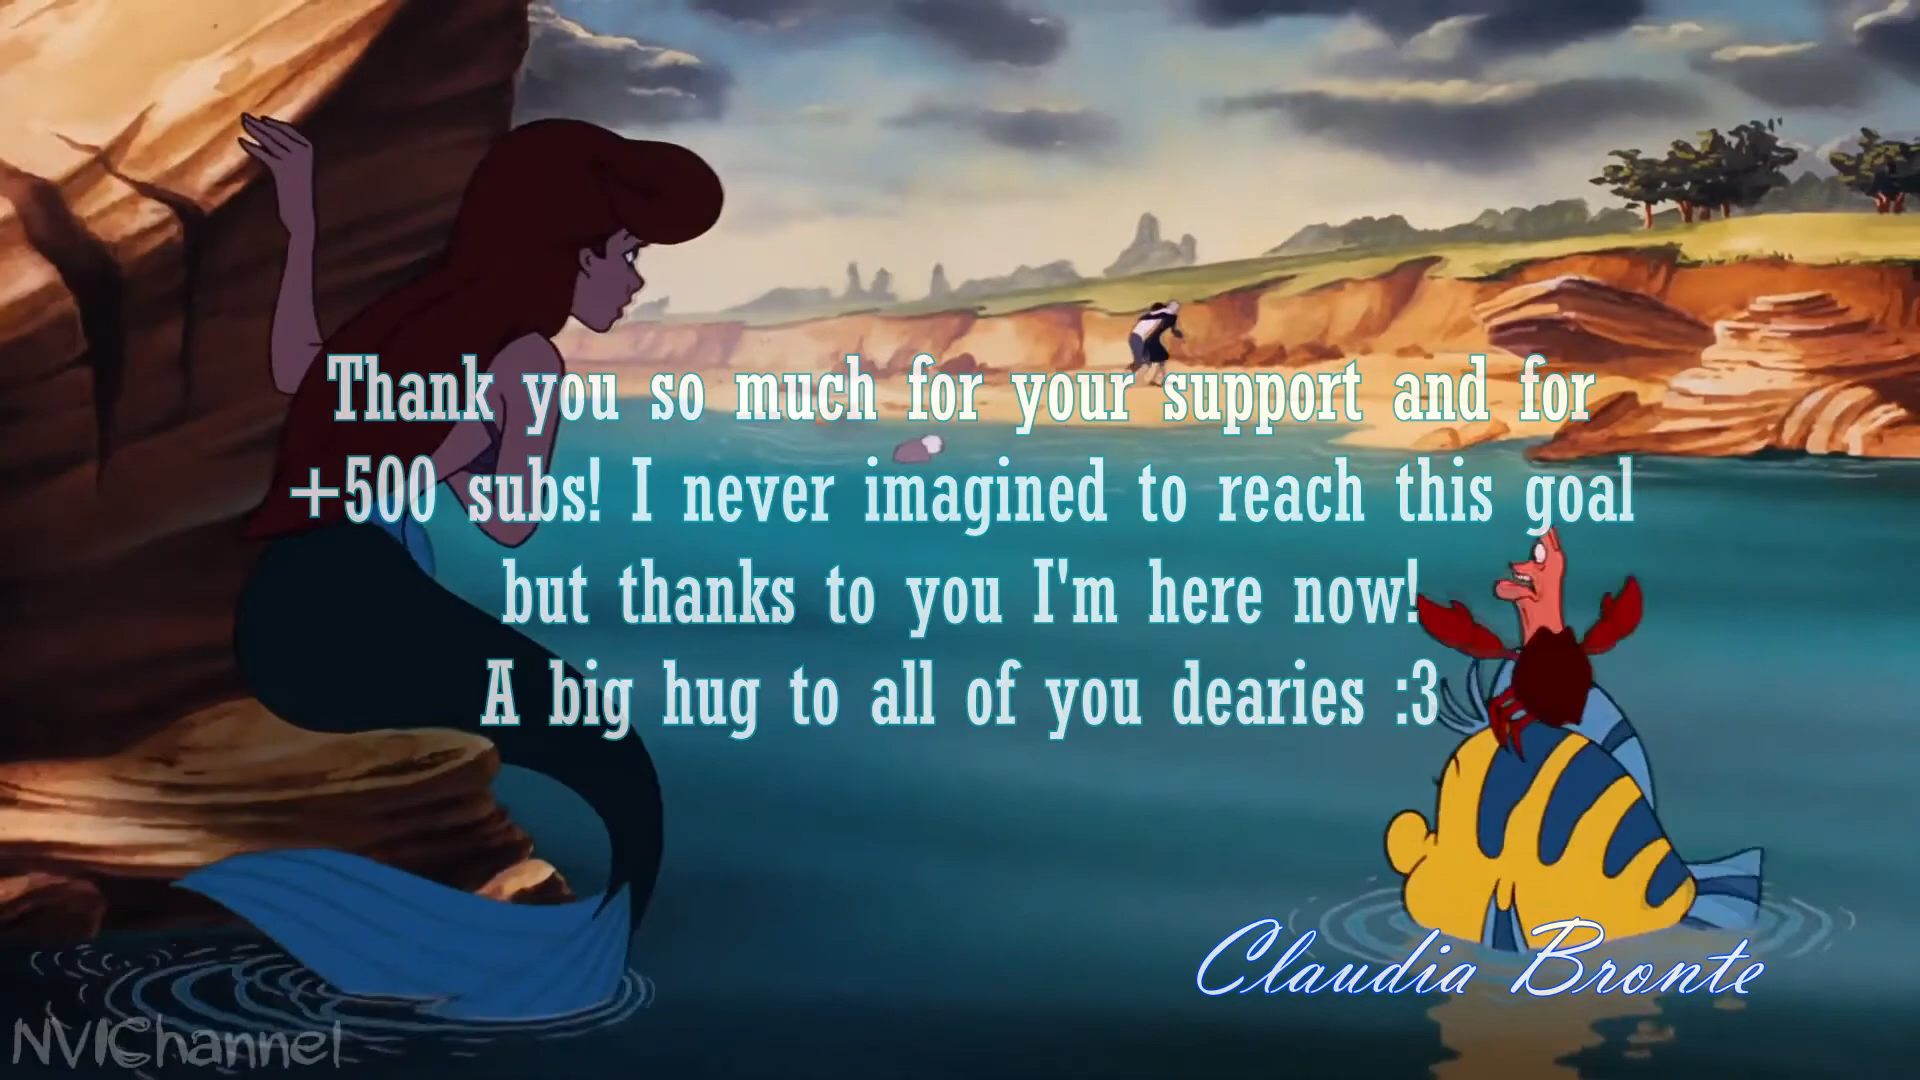 Thank you so much for your support and for
+500 subs! I never imagined to reach this goal
but thanks to you I'm here now!
A big hug to all of you dearies :3
Claudia Bronte
NVIChannel